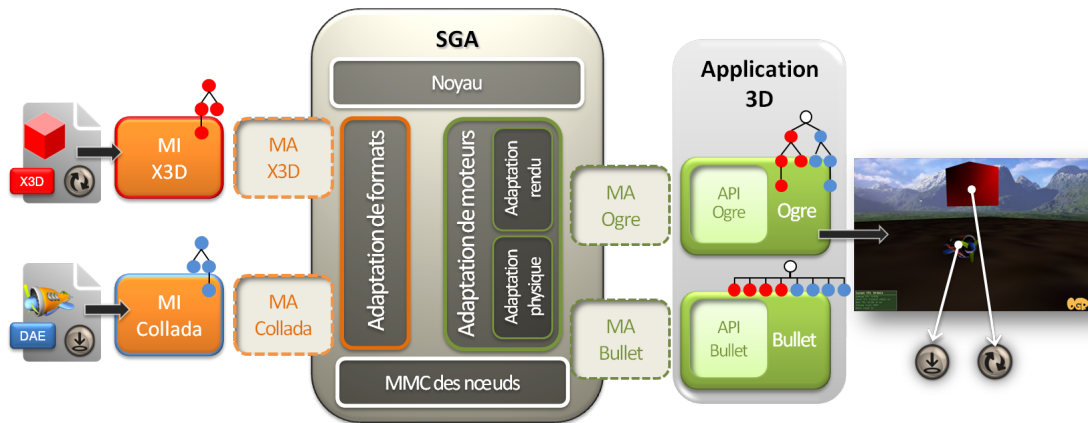 SGA
Noyau
Application
3D
X3D
MI
X3D
MA
X3D
Adaptation de formats
Adaptation de moteurs
Adaptation
rendu
Adaptation
physique
MA
Ogre
API
Ogre
Ogre
DAE
MI
Collada
MA
Collada
MA
Bullet
API
Bullet
Bullet
MMC des nœuds